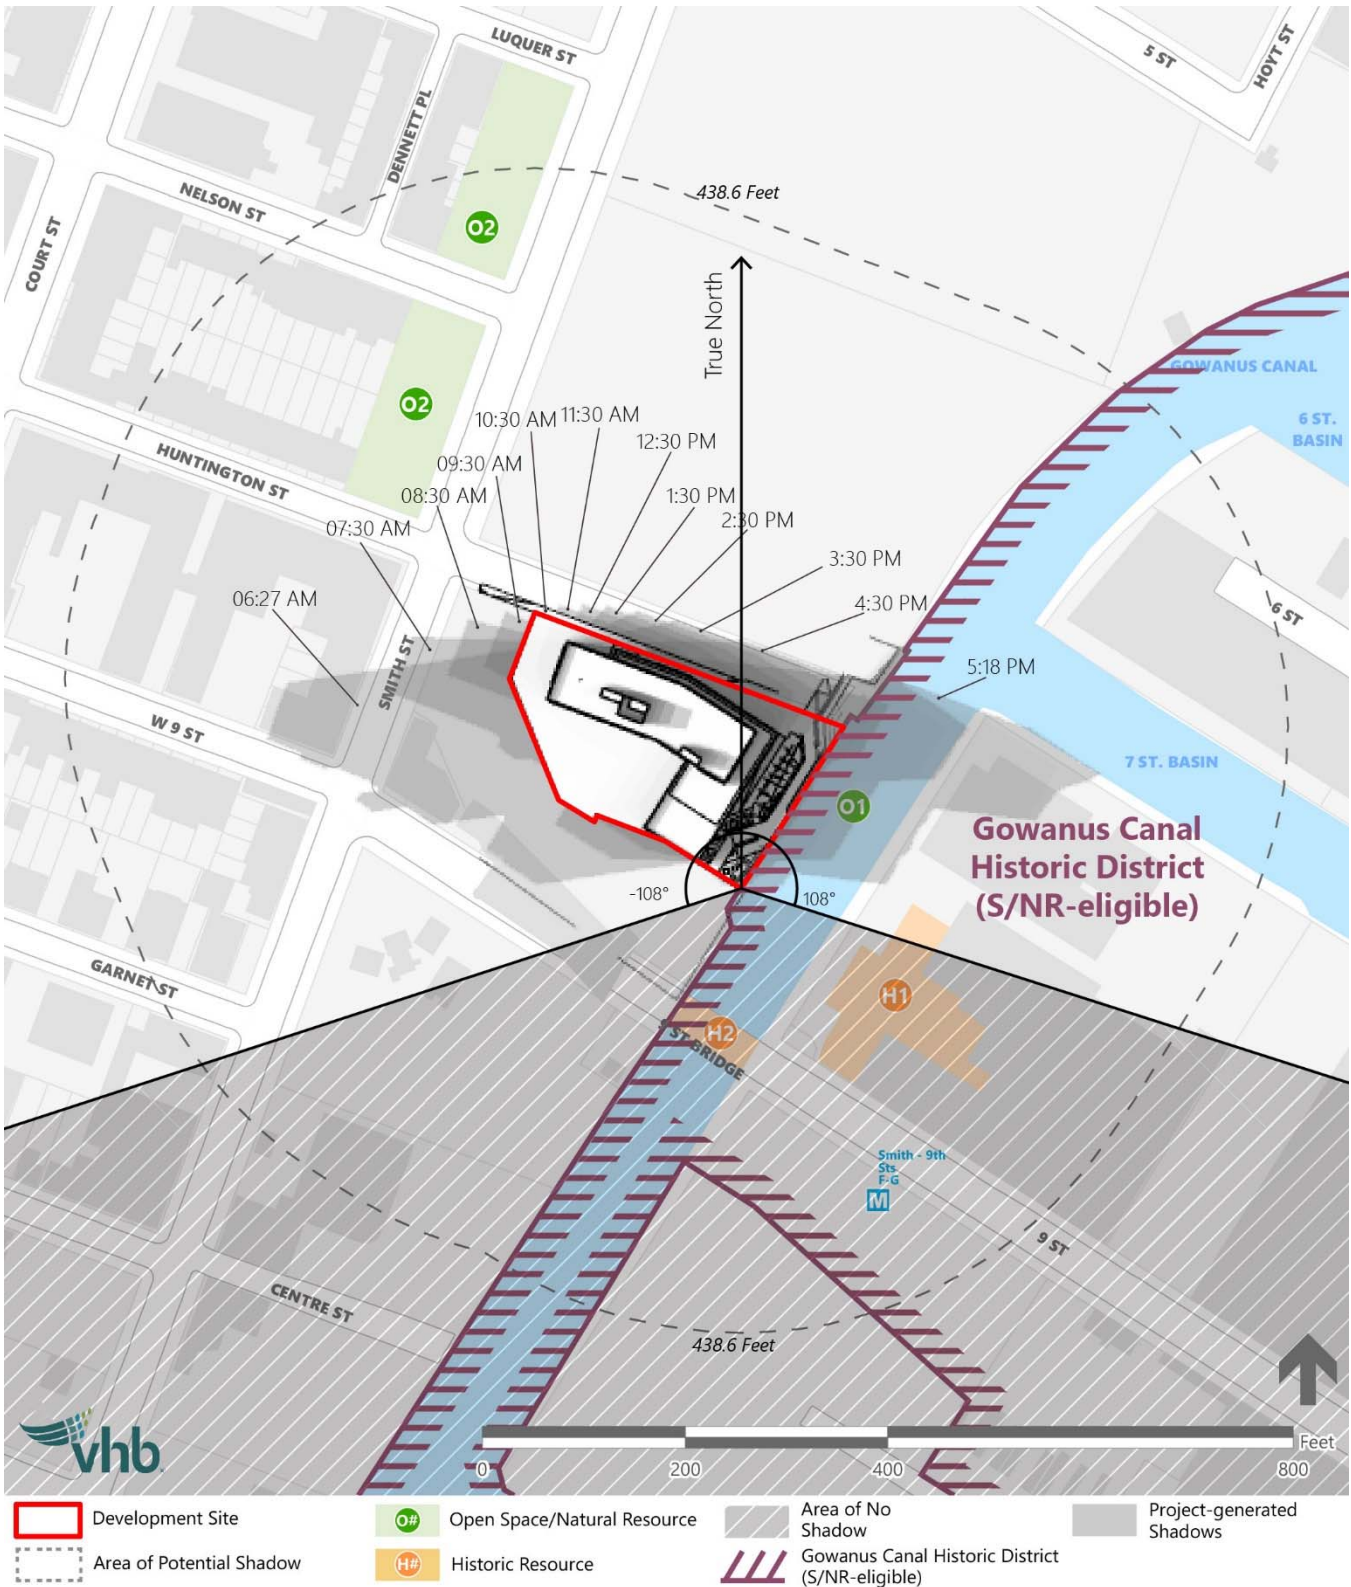 LUQUER ST
5 ST
HOYT ST
DENNETT PL
438.6 Feet
NELSON ST
COURT ST
O2
True North
GOWANUS CANAL
O2
10:30 AM
11:30 AM
6 ST.
BASIN
12:30 PM
HUNTINGTON ST
09:30 AM
08:30 AM
1:30 PM
2:30 PM
07:30 AM
3:30 PM
06:27 AM
4:30 PM
6 ST
SMITH ST
5:18 PM
W 9 ST
7 ST. BASIN
O1
Gowanus Canal
Historic District
(S/NR-eligible)
-108°
108°
GARNET ST
H1
H2
9 ST BRIDGE
Smith - 9th
Sts
F-G
M
9 ST
CENTRE ST
438.6 Feet
vhb
Feet
0
200
400
800
Development Site
O#
Open Space/Natural Resource
Area of No
Shadow
Project-generated
Shadows
Area of Potential Shadow
H#
Historic Resource
Gowanus Canal Historic District
(S/NR-eligible)